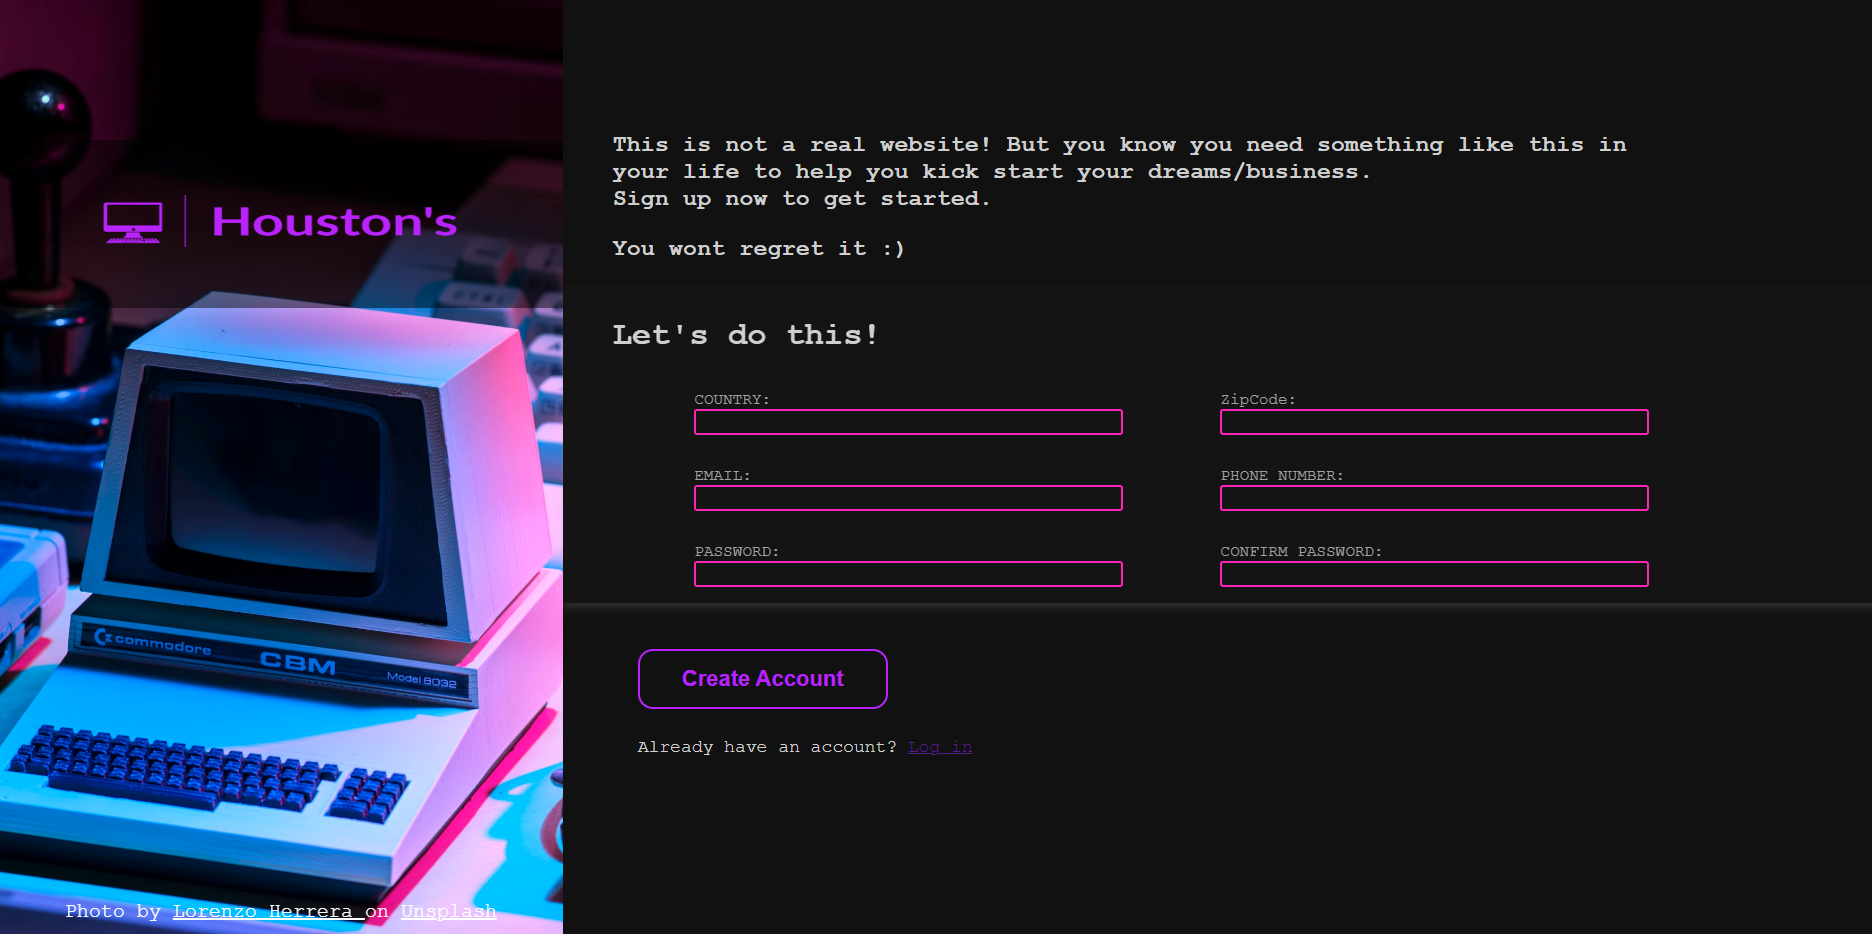 Houston's
commodore
CBM
Model 8032
Photo by Lorenzo Herrera on Unsplash
This is not a real website! But you know you need something like this in
your life to help you kick start your dreams/business.
Sign up now to get started.
You wont regret it :)
Let's do this!
COUNTRY:
ZipCode:
EMAIL:
PHONE NUMBER:
PASSWORD:
CONFIRM PASSWORD:
Create Account
Already have an account? Log in